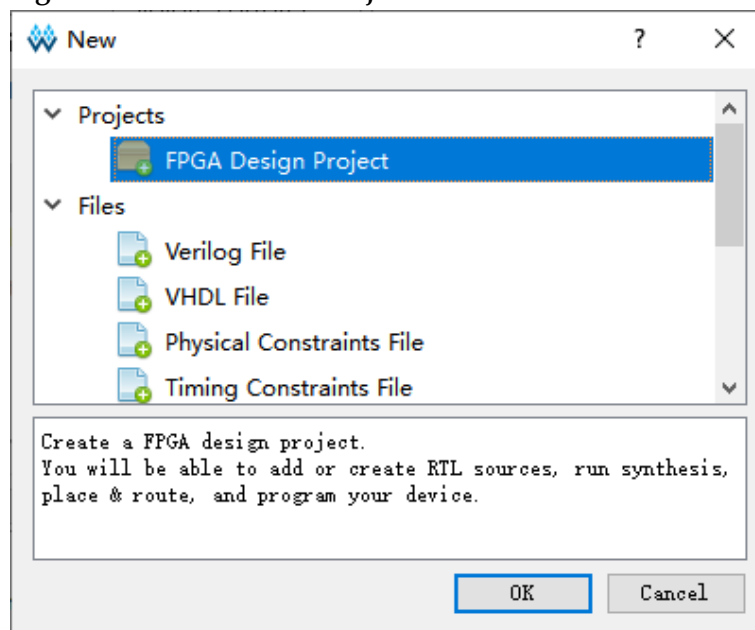 New
?
Projects
FPGA Design Project
Files
Verilog File
VHDL File
Physical Constraints File
Timing Constraints File
Create a FPGA design project.
You will be able to add or create RTL sources, run synthesis,
place & route, and program your device.
OK
Cancel